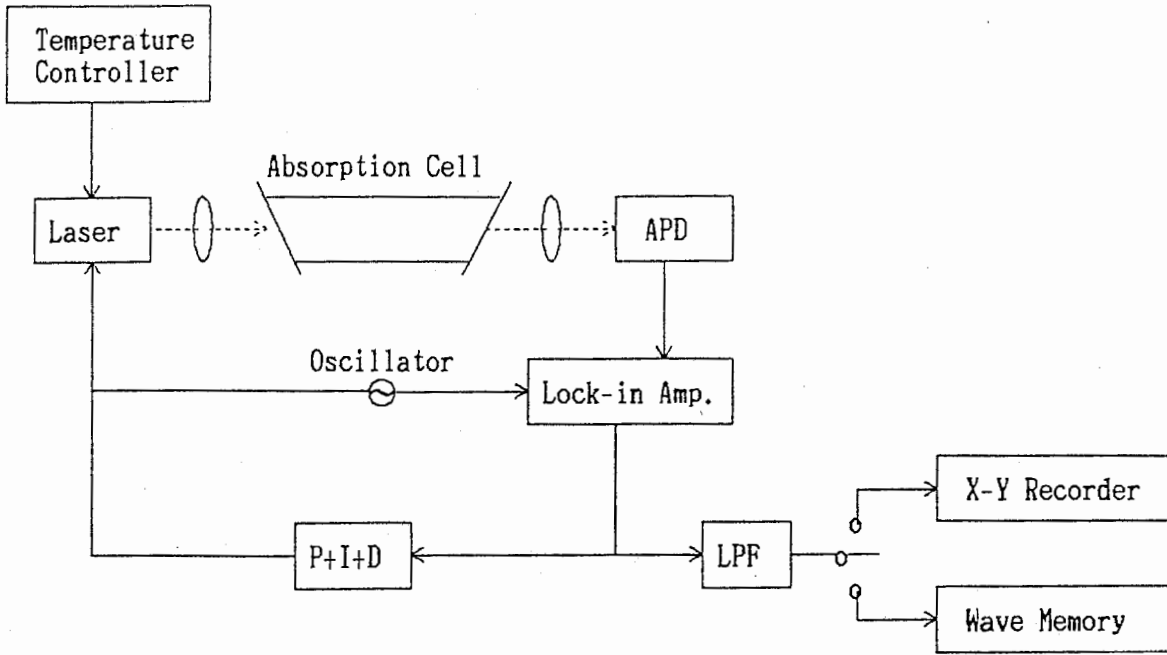 Temperature
Controller
Absorption Cell
Laser
APD
Oscillator
Lock-in Amp.
X-Y Recorder
P+I+D
LPF
Wave Memory